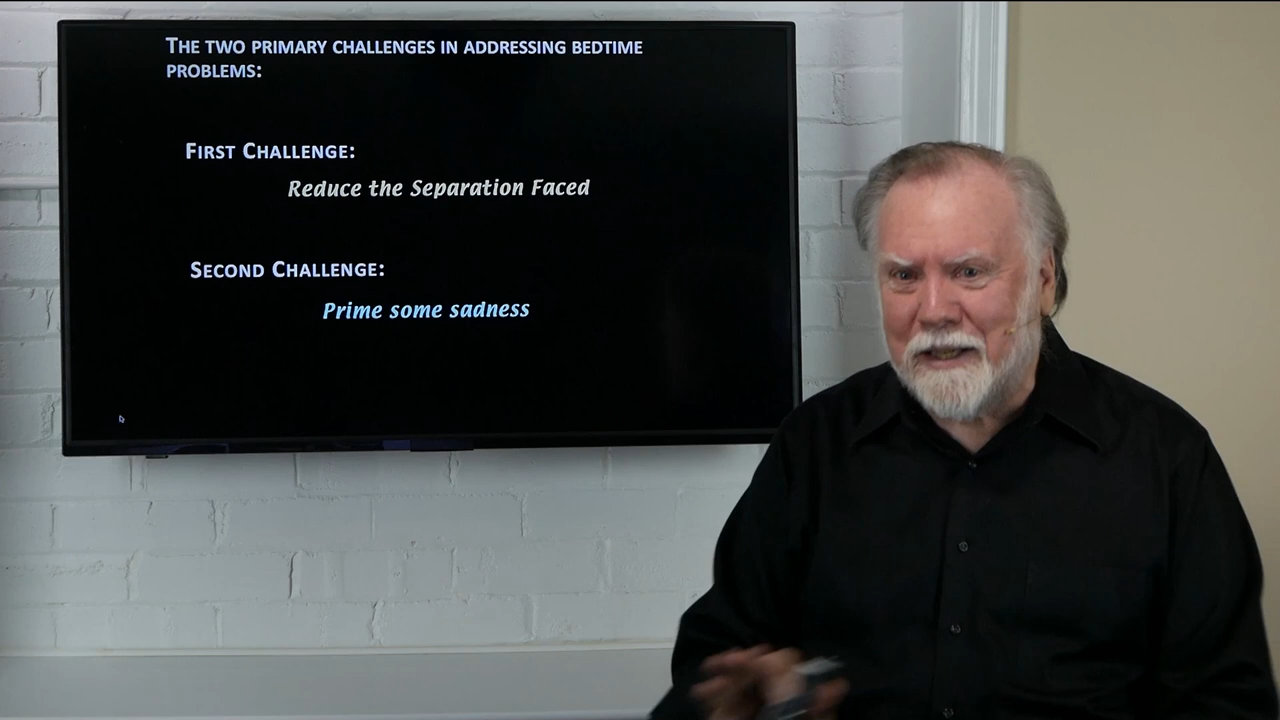 THE TWO PRIMARY CHALLENGES IN ADDRESSING BEDTIME
PROBLEMS:
FIRST CHALLENGE:
Reduce the Separation Faced
SECOND CHALLENGE:
Prime some sadness